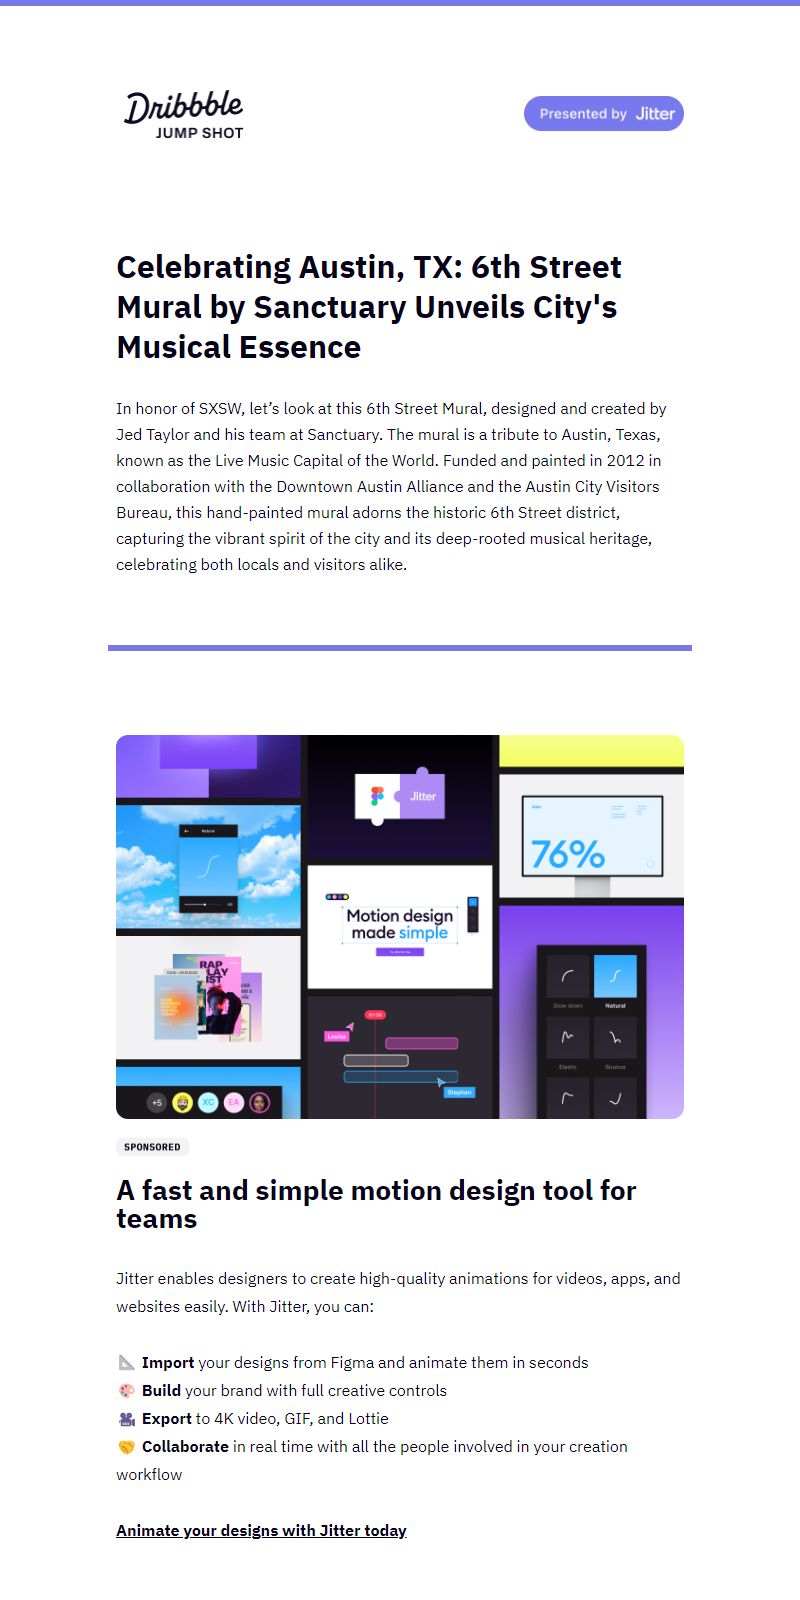 Dribbble
JUMP SHOT
Presented by Jitter
Celebrating Austin, TX: 6th Street
Mural by Sanctuary Unveils City's
Musical Essence
In honor of SXSW, let’s look at this 6th Street Mural, designed and created by
Jed Taylor and his team at Sanctuary. The mural is a tribute to Austin, Texas,
known as the Live Music Capital of the World. Funded and painted in 2012 in
collaboration with the Downtown Austin Alliance and the Austin City Visitors
Bureau, this hand-painted mural adorns the historic 6th Street district,
capturing the vibrant spirit of the city and its deep-rooted musical heritage,
celebrating both locals and visitors alike.
Natural
RAP
PLAY
+5
XC
EA
Jitter
Motion design
made simple
01:28
Louise
Stephen
Jitter
76%
Slow down
Natural
Elastic
Bounce
SPONSORED
A fast and simple motion design tool for
teams
Jitter enables designers to create high-quality animations for videos, apps, and
websites easily. With Jitter, you can:
📐 Import your designs from Figma and animate them in seconds
🎨 Build your brand with full creative controls
🎥 Export to 4K video, GIF, and Lottie
🤝 Collaborate in real time with all the people involved in your creation
workflow
Animate your designs with Jitter today